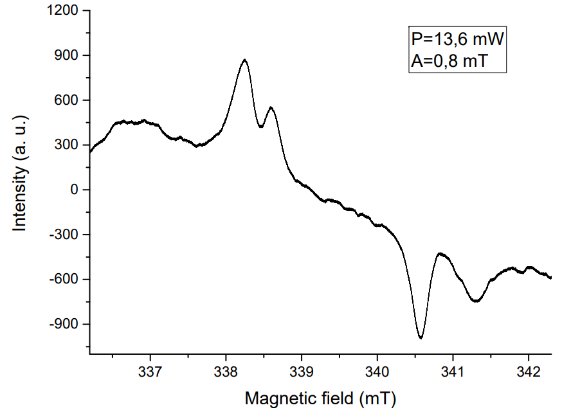 1200
900
600
300
0
-300
-600
-900
Intensity (a. u.)
P=13,6 mW
A=0,8 mT
337 338 339 340 341 342
Magnetic field (mT)